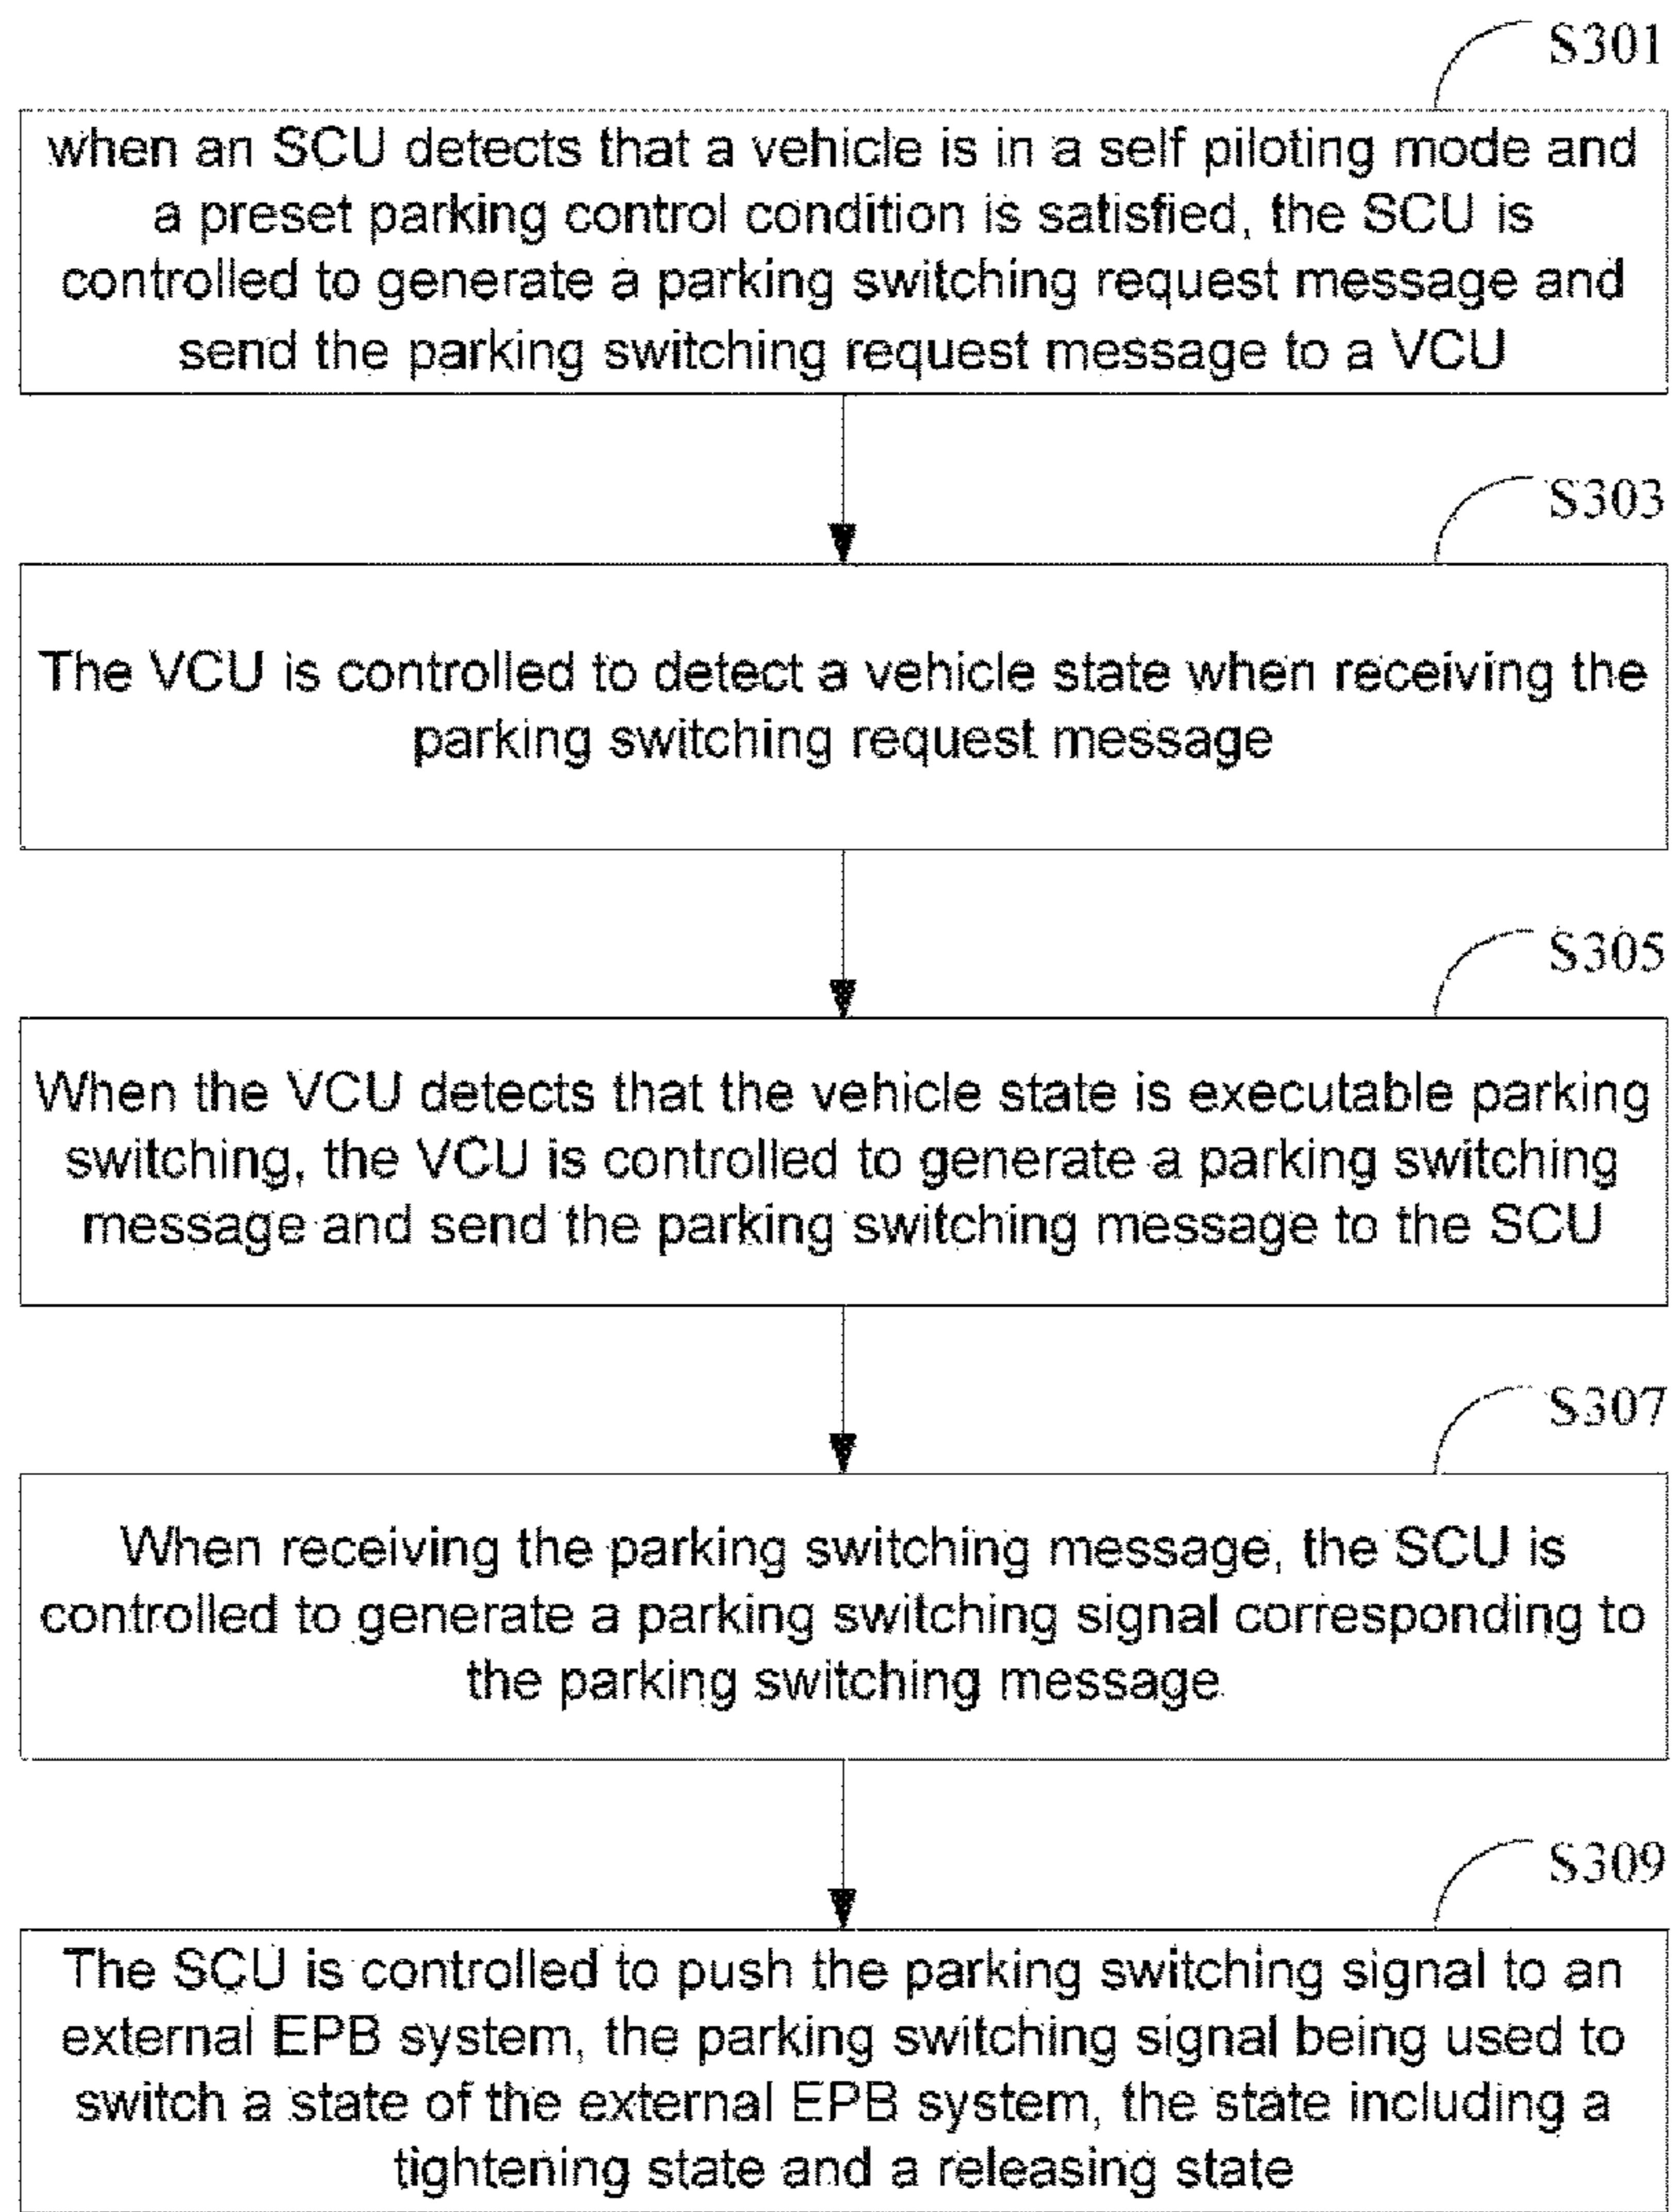 S301
when an SCU detects that a vehicle is in a self piloting mode and
a preset parking control condition is satisfied, the SCU is
controlled to generate a parking switching request message and
send the parking switching request message to a VCU
S303
The VCU is controlled to detect a vehicle state when receiving the
parking switching request message
S305
When the VCU detects that the vehicle state is executable parking
switching, the VCU is controlled to generate a parking switching
message and send the parking switching message to the SCU
S307
When receiving the parking switching message, the SCU is
controlled to generate a parking switching signal corresponding to
the parking switching message
S309
The SCU is controlled to push the parking switching signal to an
external EPB system, the parking switching signal being used to
switch a state of the external EPB system, the state including a
tightening state and a releasing state